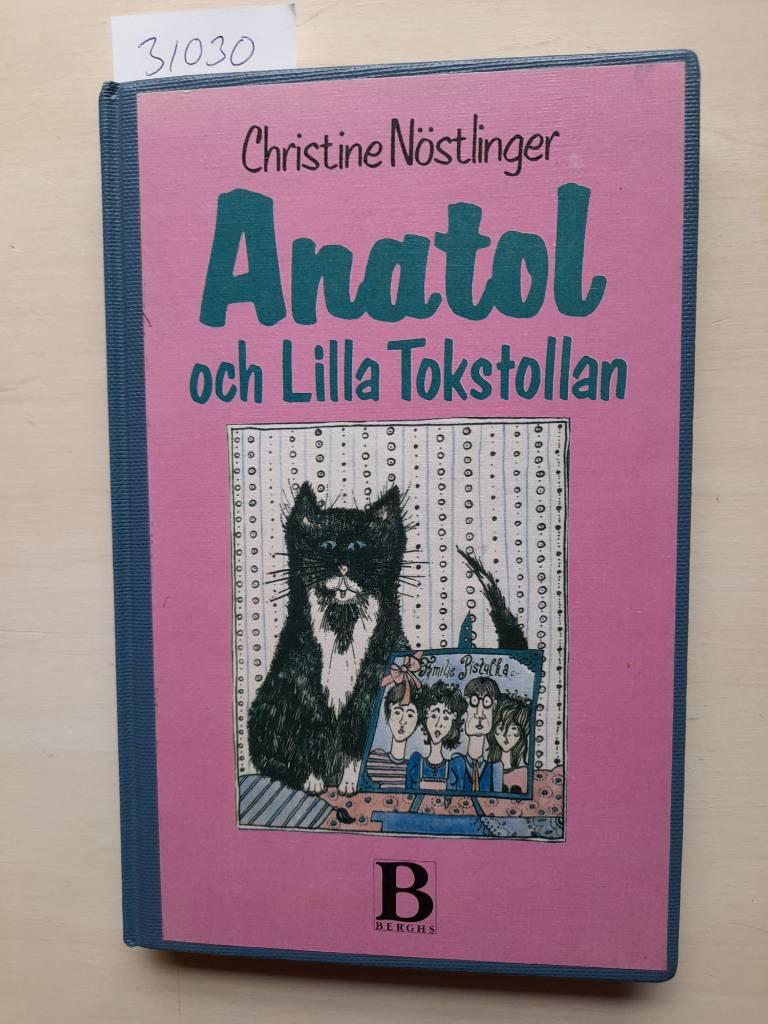 31030
Christine Nöstlinger
Anatol
och Lilla Tokstollan
Familie Pistulka
B
BERGHS